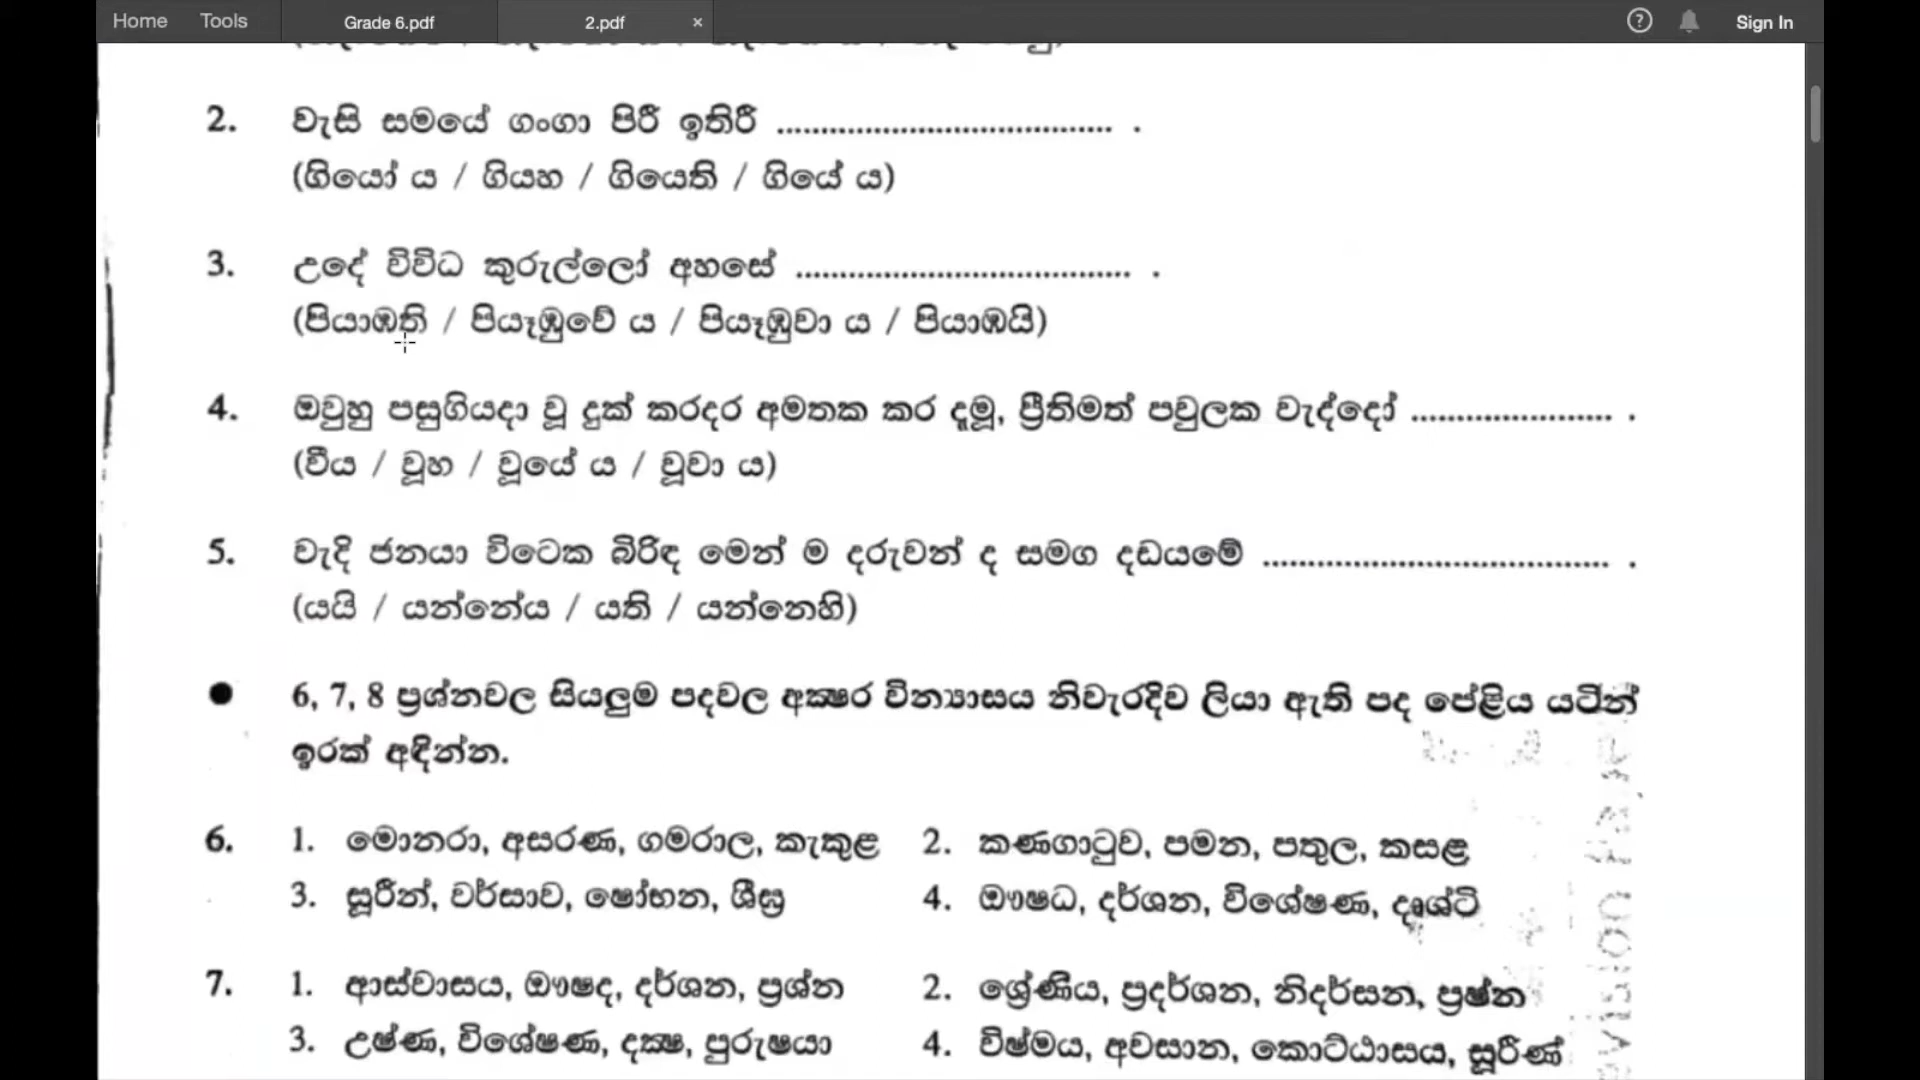 Home Tools Grade 6.pdf 2.pdf × ? Sign In
2. වැසි සමයේ ගංගා පිරී ඉතිරී .......................................  .
(ගියෝ ය / ගියහ / ගියෙති / ගියේ ය)
3. උදේ විවිධ කුරුල්ලෝ අහසේ .......................................  .
(පියාඹති / පියෑඹුවේ ය / පියෑඹුවා ය / පියාඹයි)
4. ඔවුහු පසුගියදා වූ දුක් කරදර අමතක කර දැමූ, ප්‍රීතිමත් පවුලක වැද්දෝ ....................... .
(වීය / වූහ / වූයේ ය / වූවා ය)
5. වැදි ජනයා විටෙක බිරිඳ මෙන් ම දරුවන් ද සමග දඩයමේ ....................................... .
(යයි / යන්නේය / යති / යන්නෙහි)
● 6, 7, 8 ප්‍රශ්නවල සියලුම පදවල අක්‍ෂර වින්‍යාසය නිවැරදිව ලියා ඇති පද පේළිය යටින්
ඉරක් අඳින්න.
6. 1. මොනරා, අසරණ, ගමරාල, කැකුළ 2. කණගාටුව, පමන, පතුල, කසළ
3. සූරීන්, වර්සාව, ෂෝභන, ශීඝ්‍ර 4. ඖෂධ, දර්ශන, විශේෂණ, දෘශ්ටි
7. 1. ආස්වාසය, ඖෂද, දර්ශන, ප්‍රශ්න 2. ශ්‍රේණිය, ප්‍රදර්ශන, නිදර්සන, ප්‍රෂ්න
3. උෂ්ණ, විශේෂණ, දක්‍ෂ, පුරුෂයා 4. විෂ්මය, අවසාන, කොට්ඨාසය, සූරීණ්